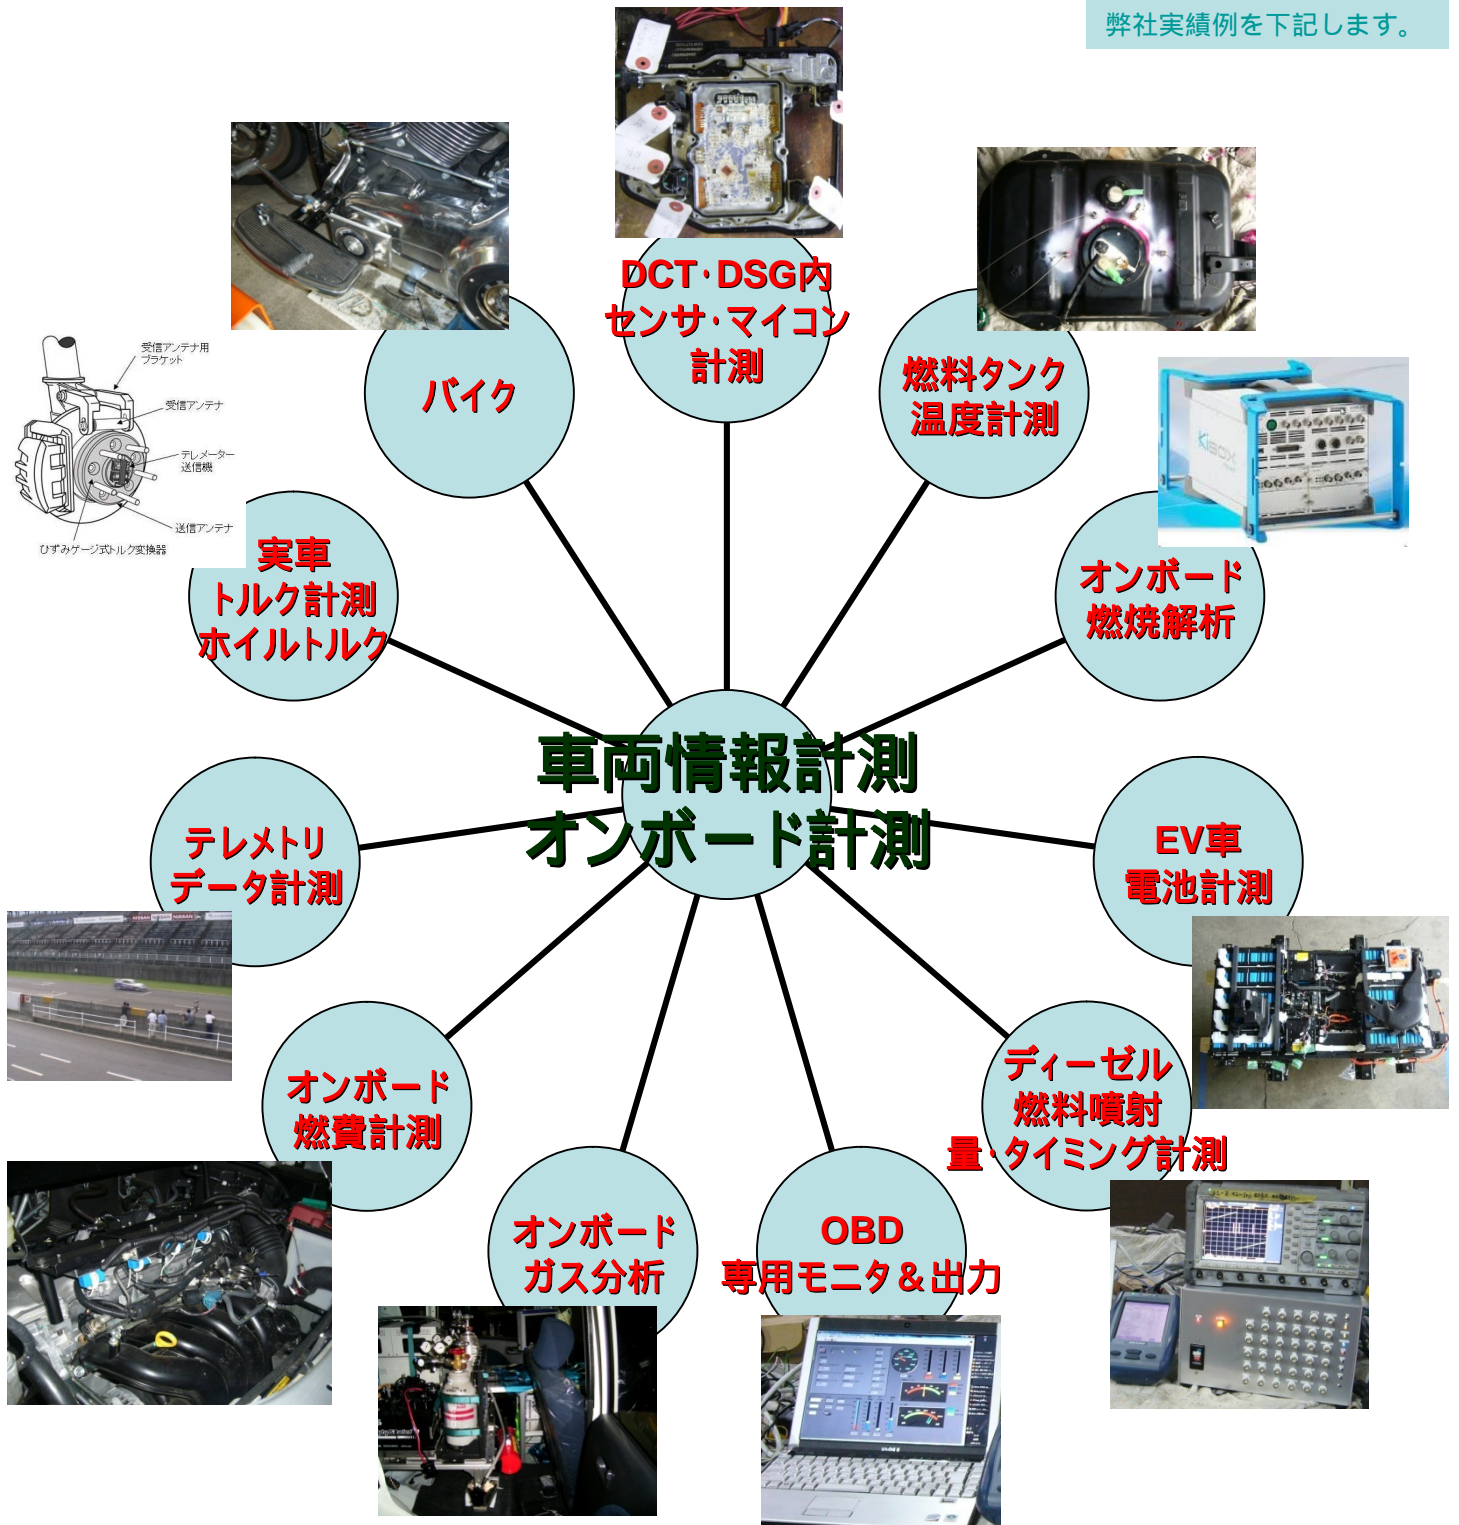 弊社実績例を下記します。
DCT・DSG内
センサ・マイコン
計測
燃料タンク
温度計測
オンボード
燃焼解析
EV車
電池計測
ディーゼル
燃料噴射
量・タイミング計測
OBD
専用モニタ＆出力
オンボード
ガス分析
オンボード
燃費計測
テレメトリ
データ計測
実車
トルク計測
ホイルトルク
バイク
車両情報計測
オンボード計測
受信アンテナ用
ブラケット
受信アンテナ
テレメーター
送信機
送信アンテナ
ひずみゲージ式トルク変換器
KiBOX